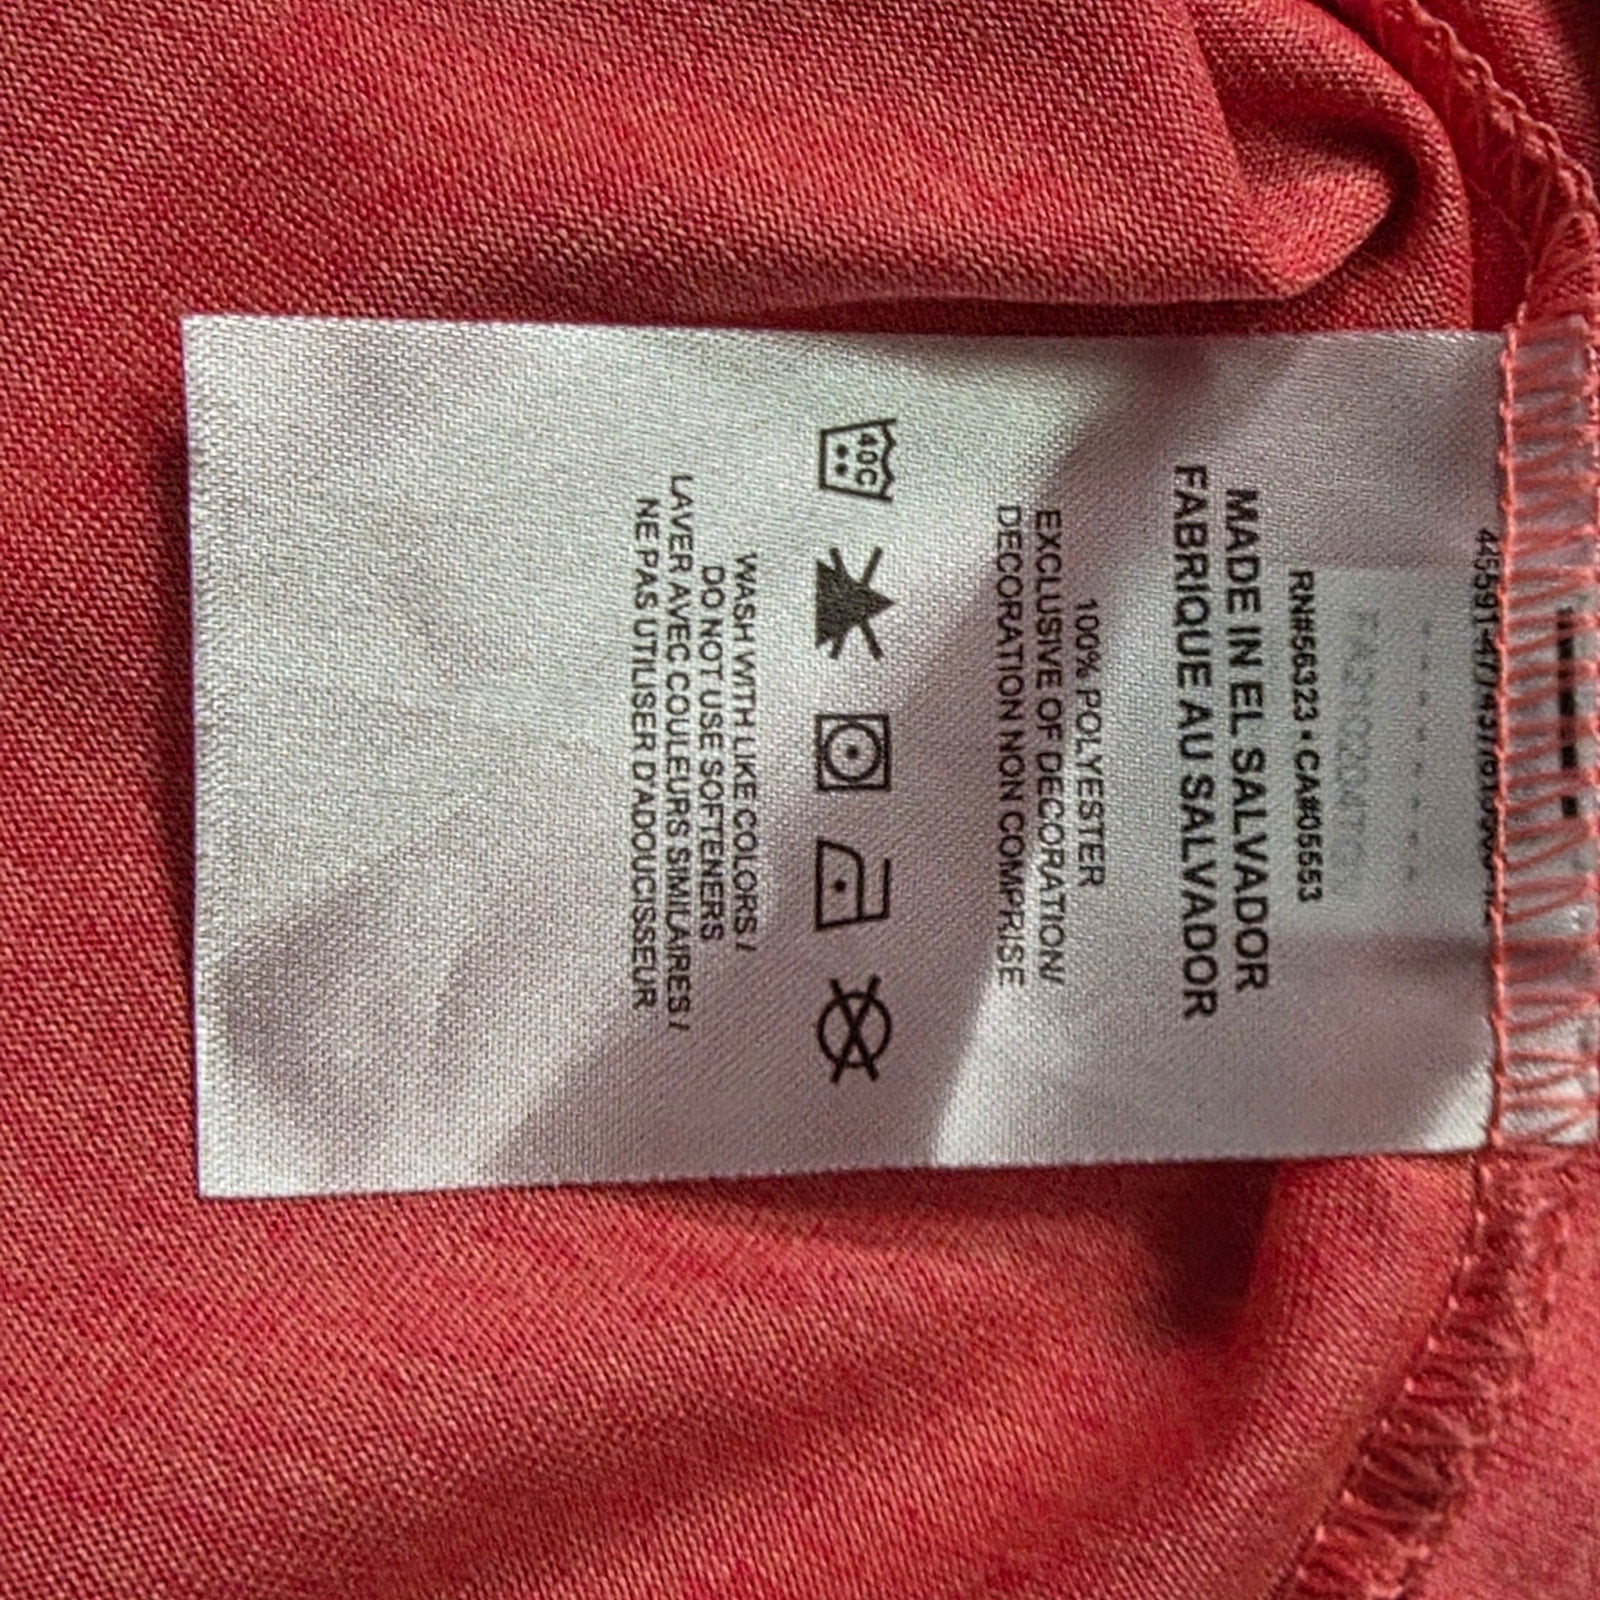 RN#56323 • CA#05553
MADE IN EL SALVADOR
FABRIQUE AU SALVADOR
100% POLYESTER
EXCLUSIVE OF DECORATION/
DECORATION NON COMPRISE
40C
WASH WITH LIKE COLORS /
DO NOT USE SOFTENERS
LAVER AVEC COULEURS SIMILAIRES /
NE PAS UTILISER D'ADOUCISSEUR